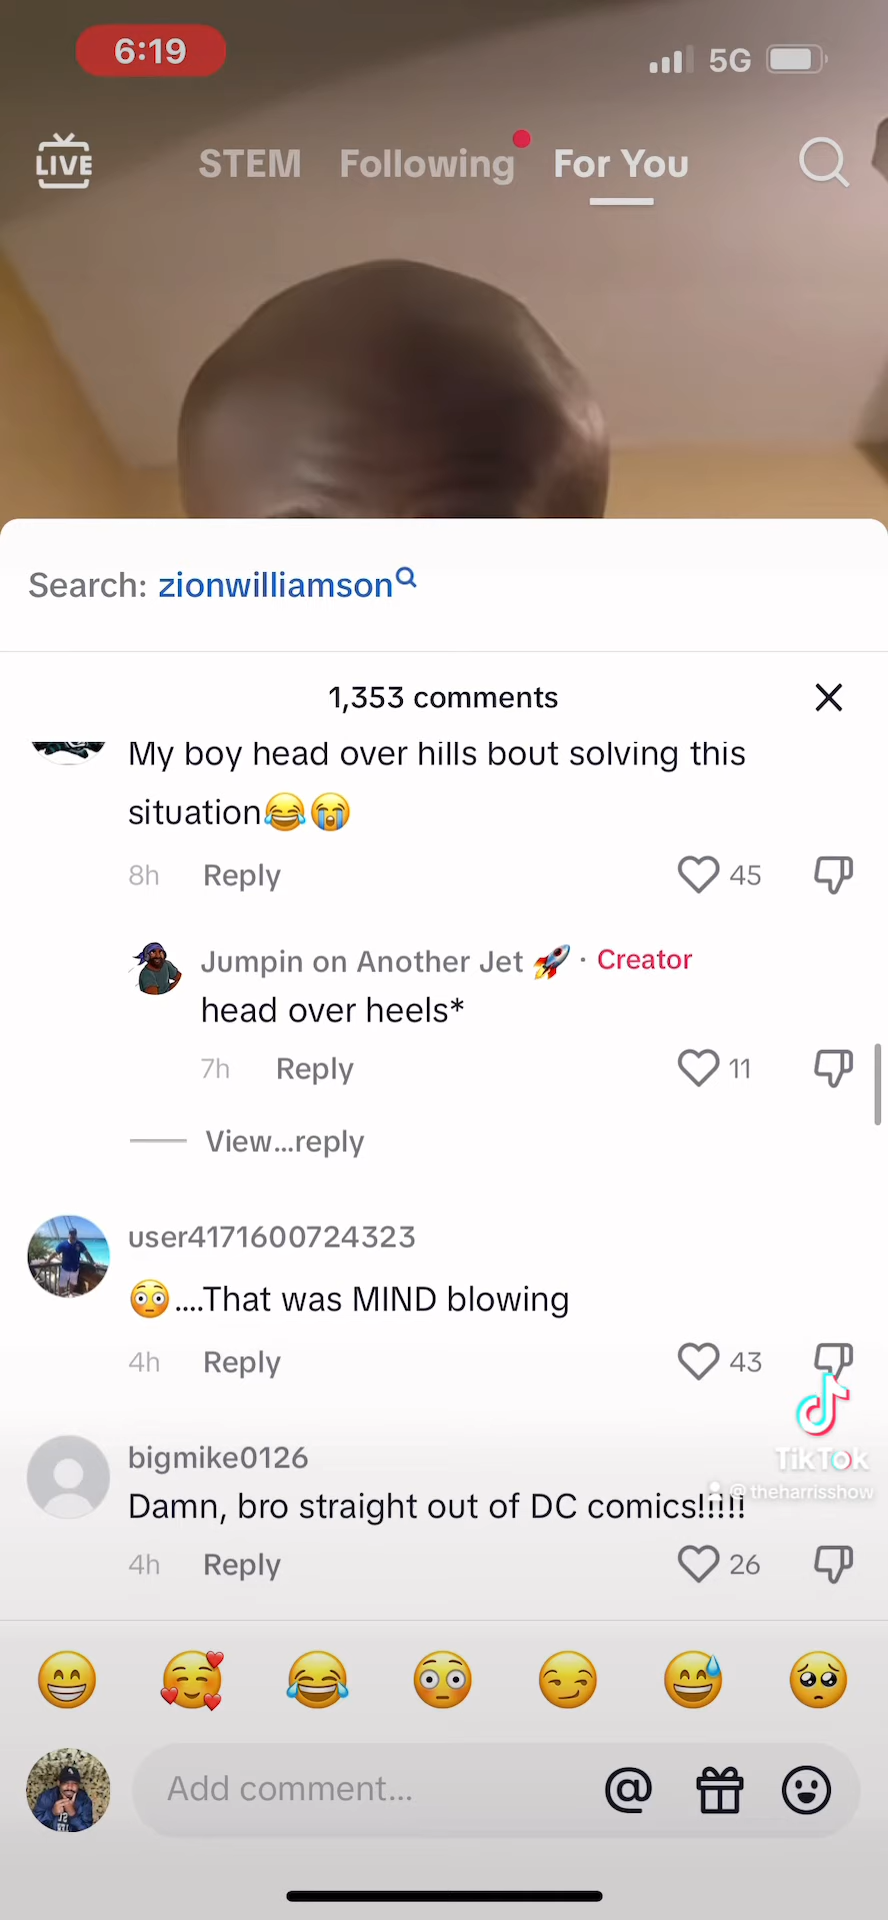 6:19
5G
LIVE
STEM
Following
For You
Search: zionwilliamson
1,353 comments
My boy head over hills bout solving this
situation😂😭
8h Reply 45
Jumpin on Another Jet 🚀 · Creator
head over heels*
7h Reply 11
View...reply
user4171600724323
😳....That was MIND blowing
4h Reply 43
TikTok
@theharrisshow
bigmike0126
Damn, bro straight out of DC comics!!!!!
4h Reply 26
Add comment...